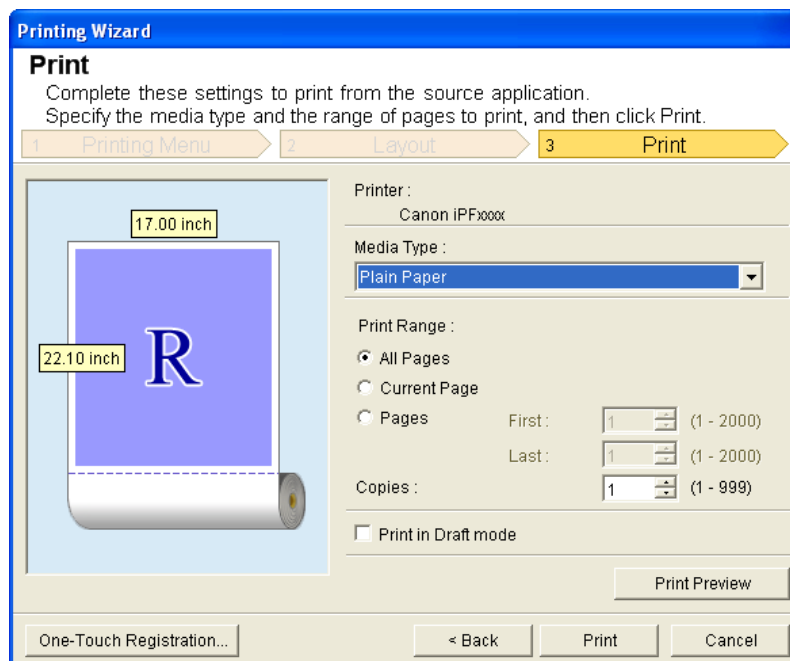 Printing Wizard
Print
Complete these settings to print from the source application.
Specify the media type and the range of pages to print, and then click Print.
1 Printing Menu 2 Layout 3 Print
17.00 inch
22.10 inch
R
Printer :
Canon iPFxxxx
Media Type :
Plain Paper
Print Range :
All Pages
Current Page
Pages First : 1 (1 - 2000)
Last : 1 (1 - 2000)
Copies : 1 (1 - 999)
Print in Draft mode
Print Preview
One-Touch Registration... < Back Print Cancel